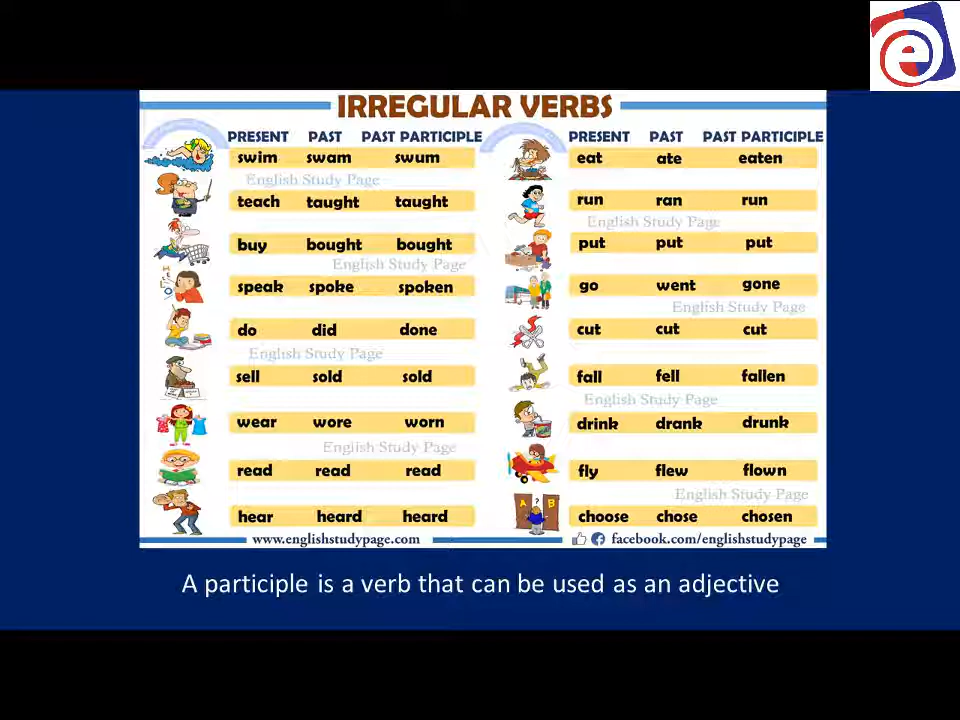 e
IRREGULAR VERBS
PRESENT PAST PAST PARTICIPLE PRESENT PAST PAST PARTICIPLE
swim swam swum eat ate eaten
English Study Page
teach taught taught run ran run
English Study Page
buy bought bought put put put
English Study Page
speak spoke spoken go went gone
English Study Page
do did done cut cut cut
English Study Page
sell sold sold fall fell fallen
English Study Page
wear wore worn drink drank drunk
English Study Page
read read read fly flew flown
English Study Page
A ? B
hear heard heard choose chose chosen
www.englishstudypage.com facebook.com/englishstudypage
A participle is a verb that can be used as an adjective